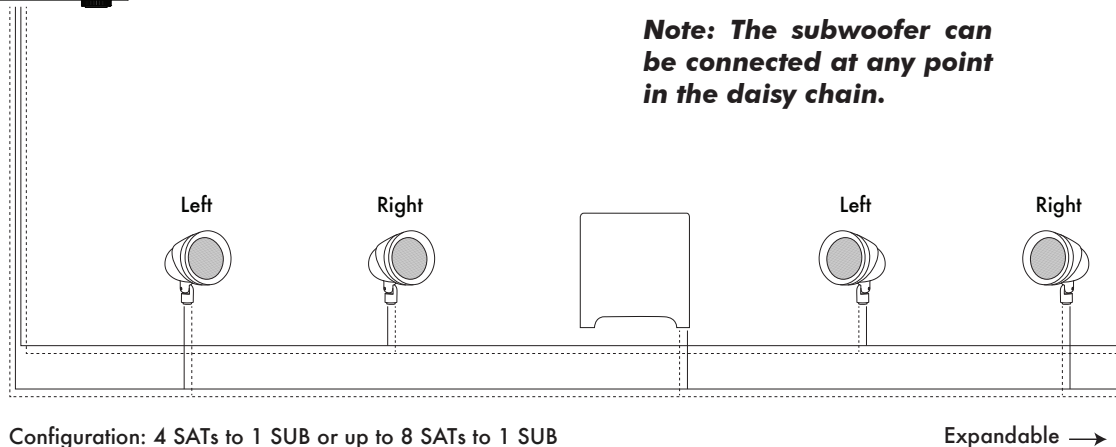 Note: The subwoofer can
be connected at any point
in the daisy chain.
Left
Right
Left
Right
Configuration: 4 SATs to 1 SUB or up to 8 SATs to 1 SUB
Expandable →